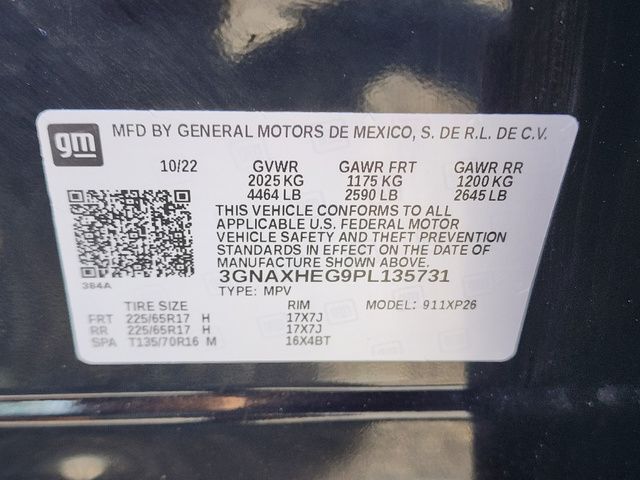 gm MFD BY GENERAL MOTORS DE MEXICO, S. DE R.L. DE C.V.
10/22 GVWR GAWR FRT GAWR RR
2025 KG 1175 KG 1200 KG
4464 LB 2590 LB 2645 LB
THIS VEHICLE CONFORMS TO ALL
APPLICABLE U.S. FEDERAL MOTOR
VEHICLE SAFETY AND THEFT PREVENTION
STANDARDS IN EFFECT ON THE DATE OF
MANUFACTURE SHOWN ABOVE.
3GNAXHEG9PL135731
384A
TYPE: MPV
TIRE SIZE RIM MODEL: 911XP26
FRT 225/65R17 H 17X7J
RR 225/65R17 H 17X7J
SPA T135/70R16 M 16X4BT